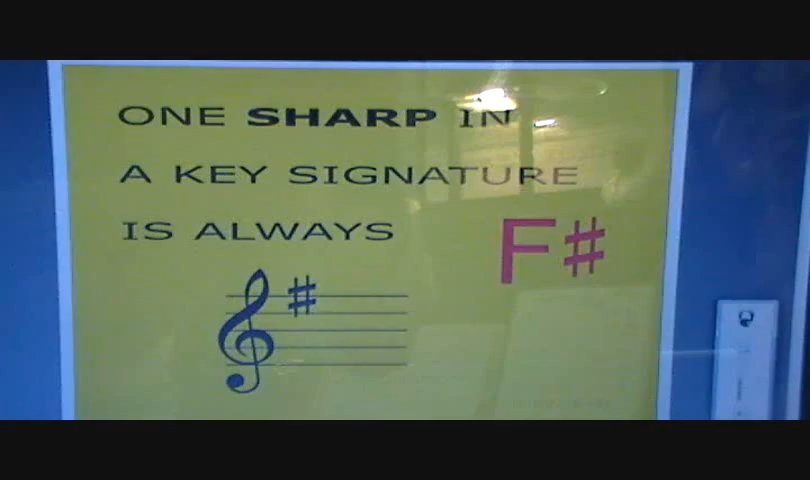 ONE SHARP IN
A KEY SIGNATURE
IS ALWAYS
F#